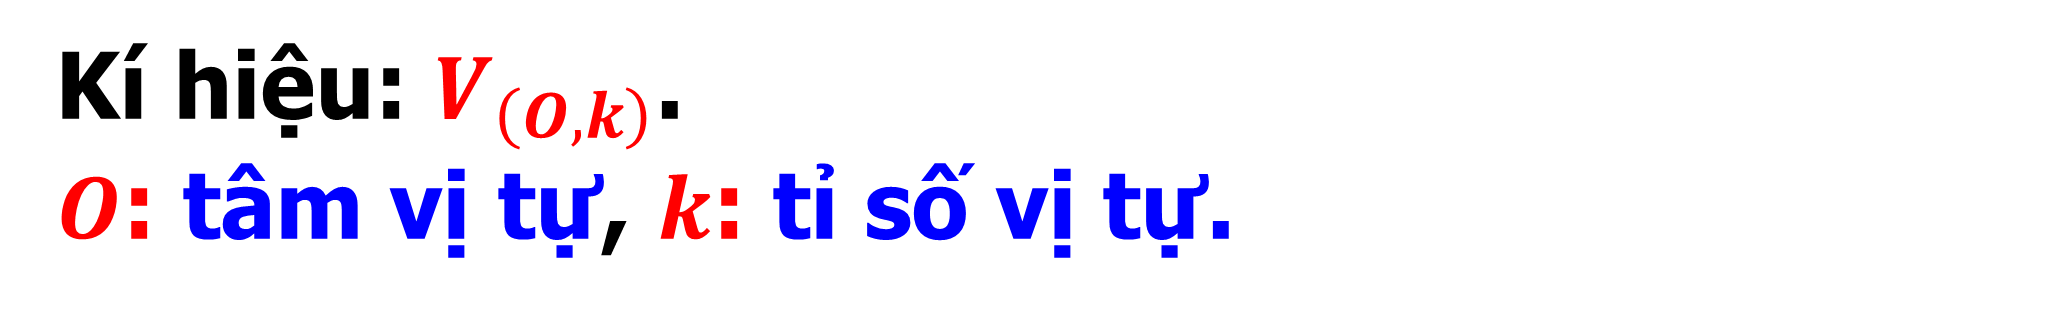 Kí hiệu: V(O,k).
O: tâm vị tự, k: tỉ số vị tự.